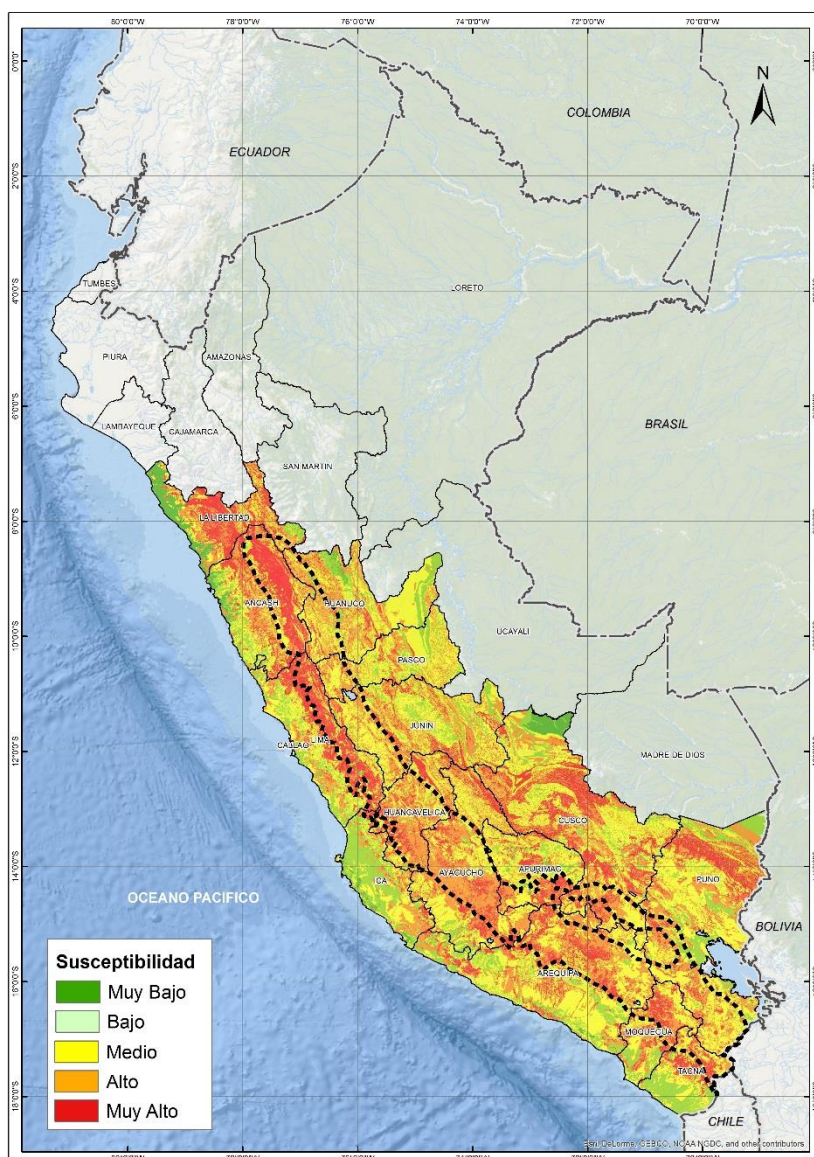 80°0'0"W 78°0'0"W 76°0'0"W 74°0'0"W 72°0'0"W 70°0'0"W
N
0°0'0"
COLOMBIA
ECUADOR
2°0'0"S
4°0'0"S
TUMBES
LORETO
PIURA
AMAZONAS
6°0'0"S
LAMBAYEQUE
CAJAMARCA
BRASIL
SAN MARTIN
8°0'0"S
LA LIBERTAD
ANCASH
HUANUCO
10°0'0"S
UCAYALI
PASCO
JUNIN
12°0'0"S
CALLAO
LIMA
MADRE DE DIOS
HUANCAVELICA
CUSCO
14°0'0"S
ICA
AYACUCHO
APURIMAC
PUNO
OCEANO PACIFICO
BOLIVIA
Susceptibilidad
Muy Bajo
Bajo
Medio
Alto
Muy Alto
16°0'0"S
AREQUIPA
MOQUEGUA
TACNA
18°0'0"S
CHILE
Esri, DeLorme, GEBCO, NOAA NGDC, and other contributors